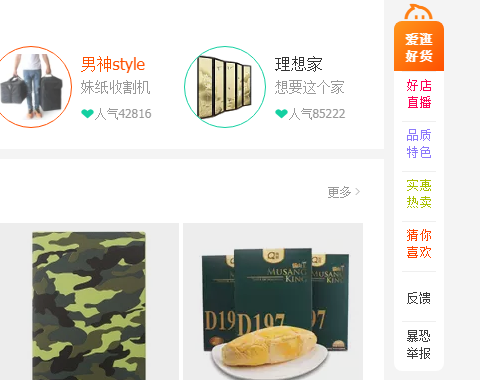 男神style
妹纸收割机
人气42816
理想家
想要这个家
人气85222
更多
MUSANG
KING
D197
爱逛
好货
好店
直播
品质
特色
实惠
热卖
猜你
喜欢
反馈
暴恐
举报